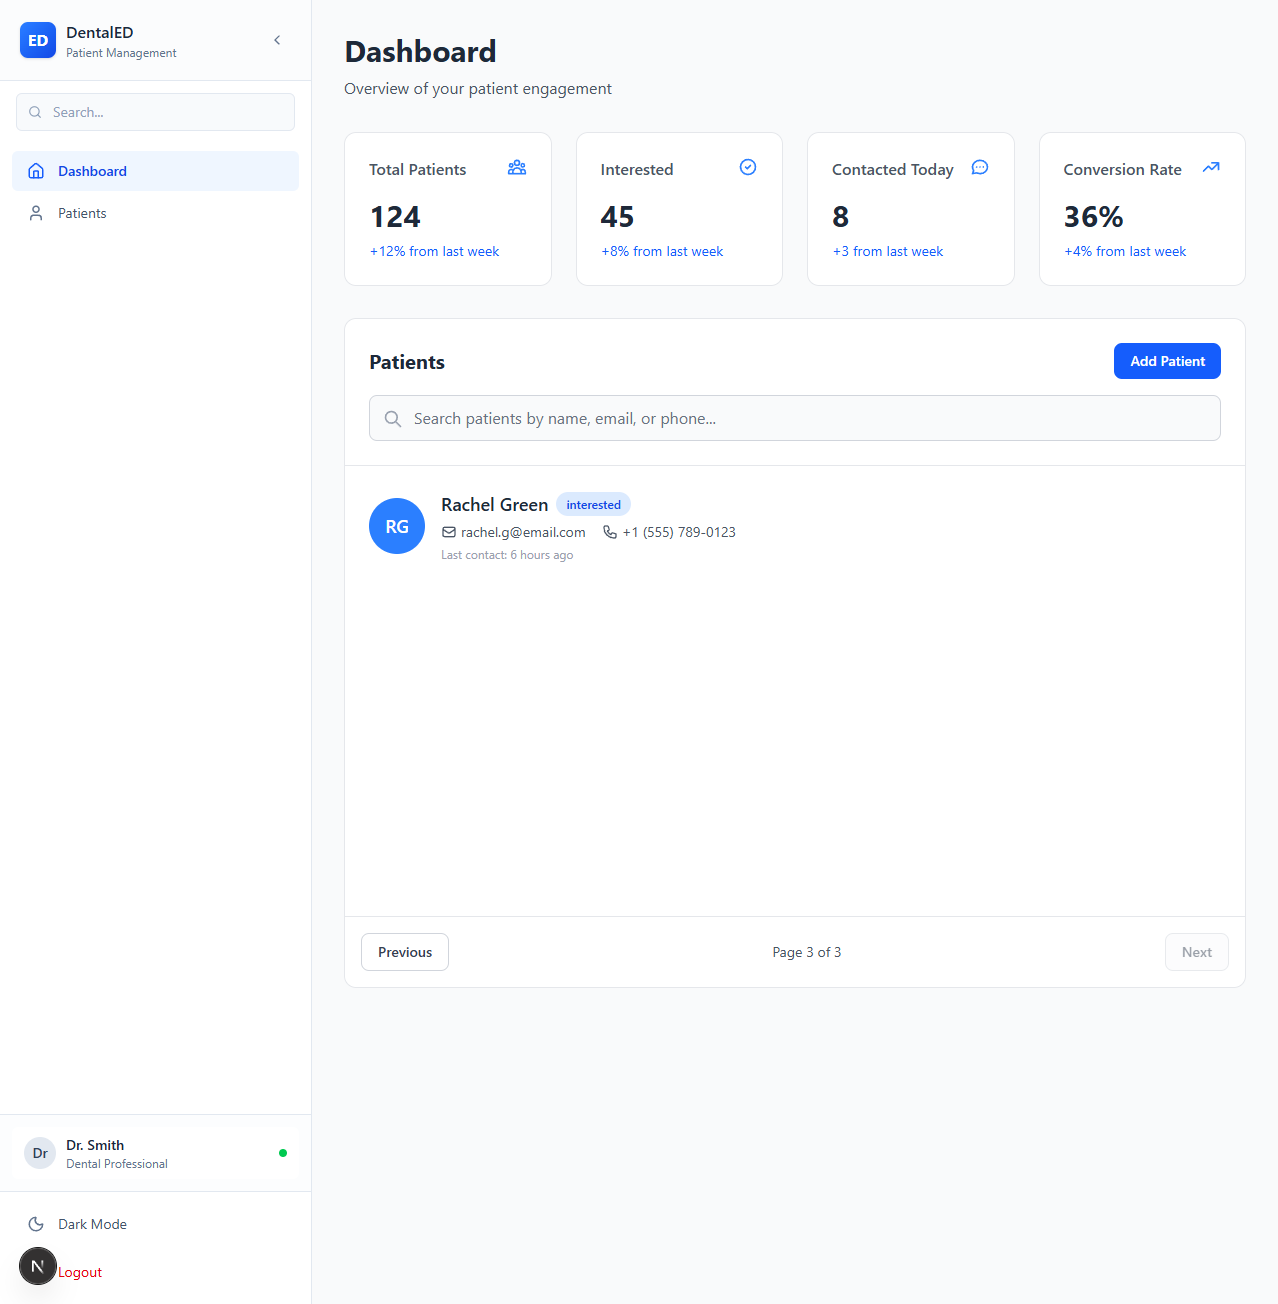 ED
DentalED
Patient Management
Search...
Dashboard
Patients
Dr
Dr. Smith
Dental Professional
Dark Mode
N
Logout
Dashboard
Overview of your patient engagement
Total Patients
124
+12% from last week
Interested
45
+8% from last week
Contacted Today
8
+3 from last week
Conversion Rate
36%
+4% from last week
Patients
Add Patient
Search patients by name, email, or phone...
RG
Rachel Green interested
rachel.g@email.com +1 (555) 789-0123
Last contact: 6 hours ago
Previous
Page 3 of 3
Next